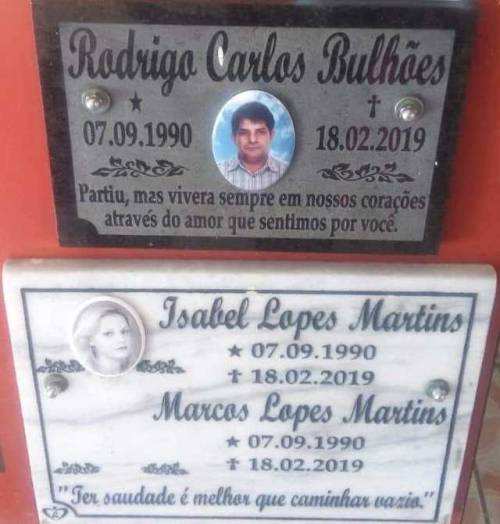 Rodrigo Carlos Bulhões
★ ✝
07.09.1990 18.02.2019
Partiu, mas vivera sempre em nossos corações
através do amor que sentimos por você.
Isabel Lopes Martins
★ 07.09.1990
✝ 18.02.2019
Marcos Lopes Martins
★ 07.09.1990
✝ 18.02.2019
"Ter saudade é melhor que caminhar vazio."